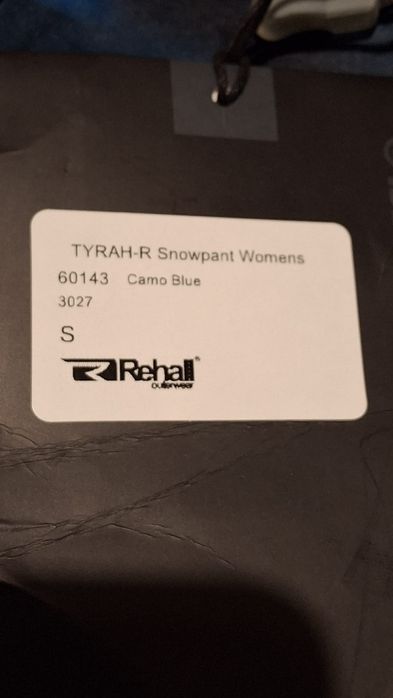 TYRAH-R Snowpant Womens
60143 Camo Blue
3027
S
Rehall®
outerwear